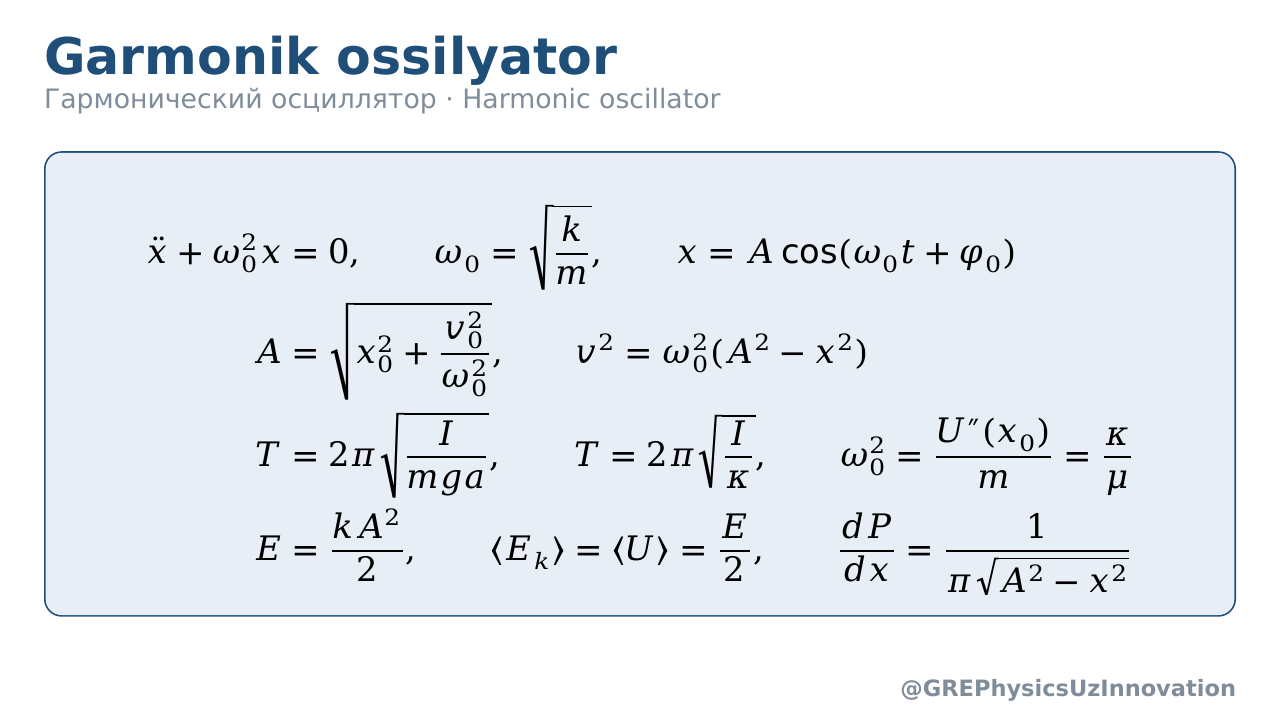 Garmonik ossilyator
Гармонический осциллятор · Harmonic oscillator
ẍ + ω₀²x = 0, ω₀ = √(k/m), x = A cos(ω₀t + φ₀)
A = √(x₀² + v₀²/ω₀²), v² = ω₀²(A² − x²)
T = 2π√(I/mga), T = 2π√(I/κ), ω₀² = U″(x₀)/m = κ/μ
E = kA²/2, ⟨Eₖ⟩ = ⟨U⟩ = E/2, dP/dx = 1/(π√(A² − x²))
@GREPhysicsUzInnovation